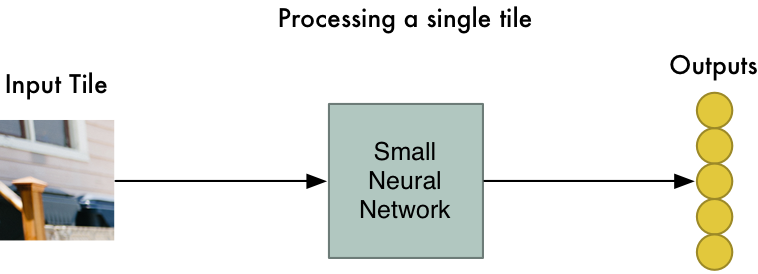 Processing a single tile
Input Tile
Outputs
Small
Neural
Network